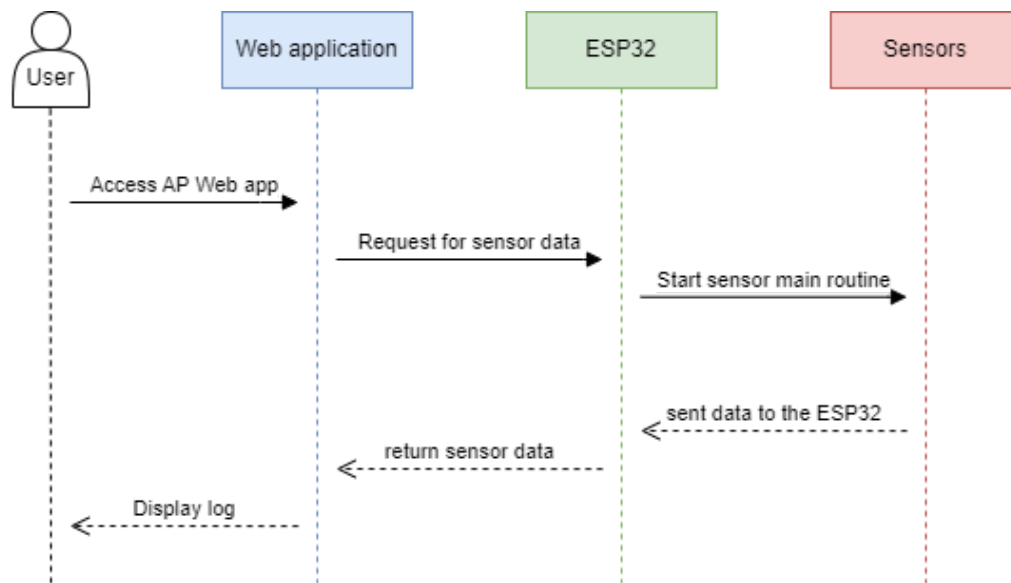 User
Web application
ESP32
Sensors
Access AP Web app
Request for sensor data
Start sensor main routine
sent data to the ESP32
return sensor data
Display log